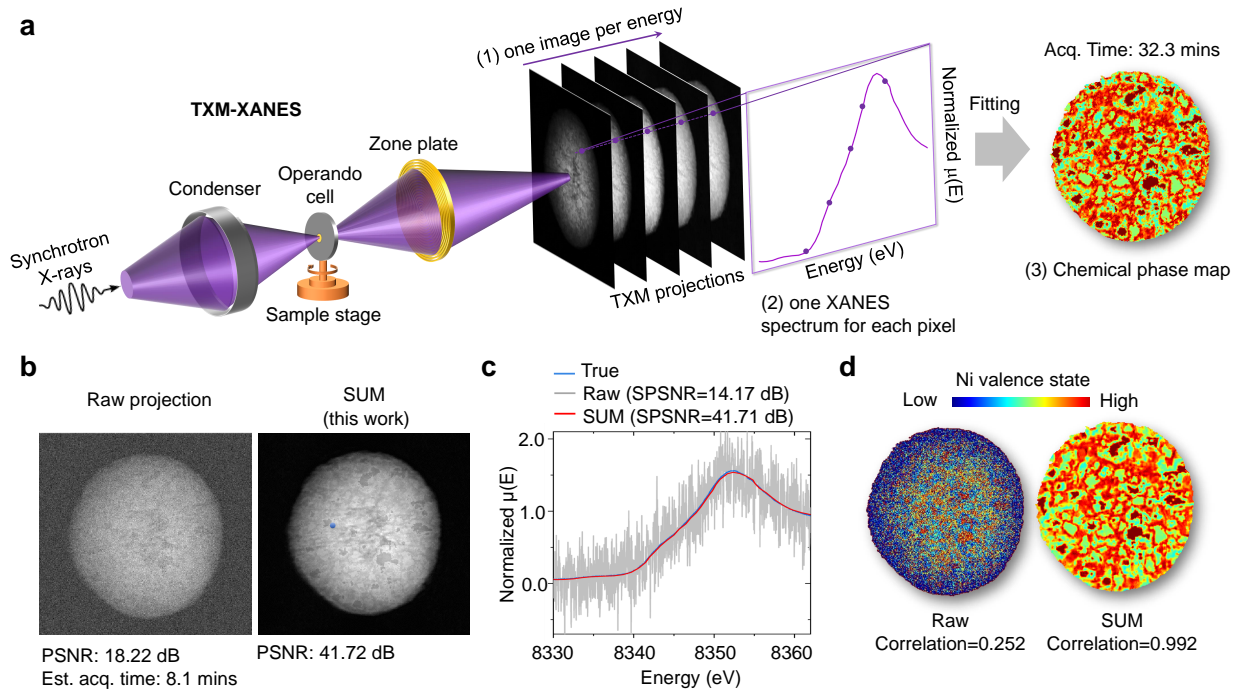 a
(1) one image per energy
TXM-XANES
Condenser
Operando
cell
Zone plate
Synchrotron
X-rays
Sample stage
TXM projections
Normalized μ(E)
Energy (eV)
(2) one XANES
spectrum for each pixel
Fitting
Acq. Time: 32.3 mins
(3) Chemical phase map
b
Raw projection
SUM
(this work)
PSNR: 18.22 dB
Est. acq. time: 8.1 mins
PSNR: 41.72 dB
c
True
Raw (SPSNR=14.17 dB)
SUM (SPSNR=41.71 dB)
Normalized μ(E)
2.0
1.0
0.0
8330
8340
8350
8360
Energy (eV)
d
Ni valence state
Low
High
Raw
Correlation=0.252
SUM
Correlation=0.992